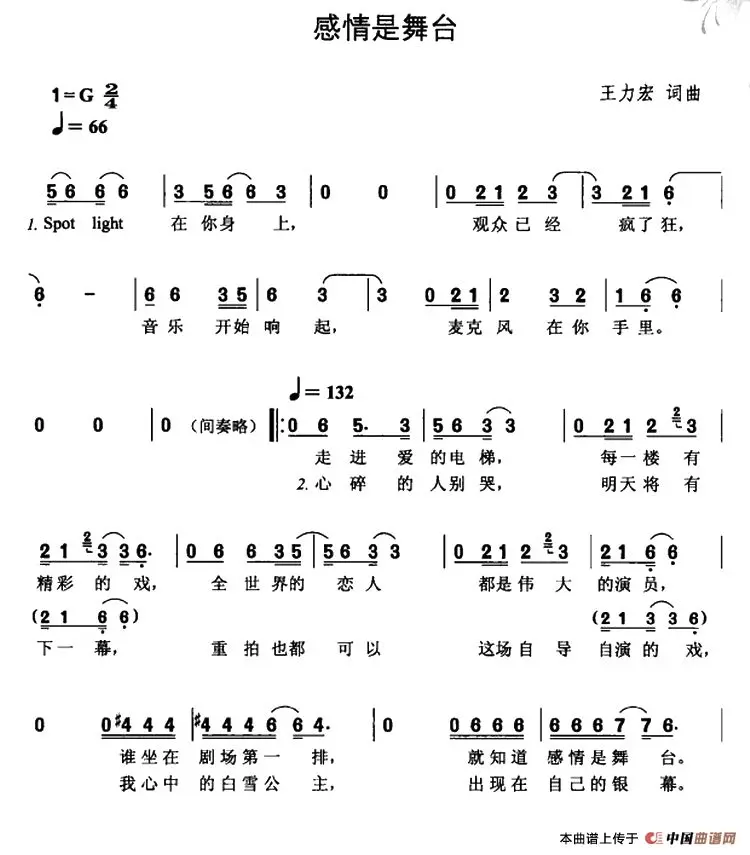 感情是舞台
1=G 2/4
王力宏 词曲
♩=66
5 6 6 6 | 3 5 6 6 6 3 | 0 0 | 0 2 1 2 3 | 3 2 1 6 |
1. Spot light 在 你 身 上, 观众已经 疯了狂,
6 - | 6 6 3 5 | 6 3 | 3 0 2 1 | 2 3 2 | 1 6 6 |
音乐 开始 响 起, 麦克 风 在你 手里。
♩=132
0 0 | 0 (间奏略) ‖: 0 6 5· 3 | 5 6 3 3 | 0 2 1 2 3 |
走 进 爱 的电 梯, 每一楼 有
2. 心 碎 的 人别 哭, 明天将 有
2 1 2 3 3 6· | 0 6 6 6 3 5 | 5 6 3 3 | 0 2 1 2 3 | 2 1 6 6 |
精彩 的 戏, 全 世 界的 恋 人 都是伟 大 的演员,
(2 1 6 6) (2 1 3 3 6)
下一 幕, 重 拍也都 可 以 这场自 导 自演的 戏,
0 0 #4 4 4 | #4 4 4 6 6 4· | 0 0 6 6 6 | 6 6 6 7 7 6· |
谁坐在 剧场第一 排, 就知道 感情是舞 台。
我心中 的白雪公 主, 出现在 自己的银 幕。
本曲谱上传于 中国曲谱网